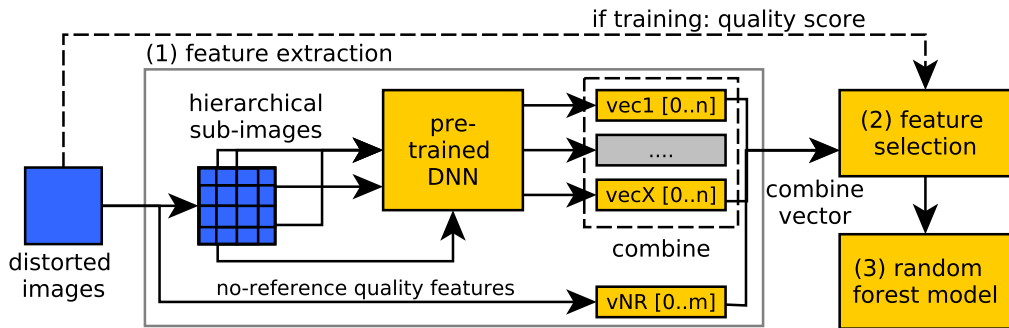 if training: quality score
(1) feature extraction
hierarchical
sub-images
pre-
trained
DNN
vec1 [0..n]
....
vecX [0..n]
combine
(2) feature
selection
combine
vector
distorted
images
no-reference quality features
vNR [0..m]
(3) random
forest model